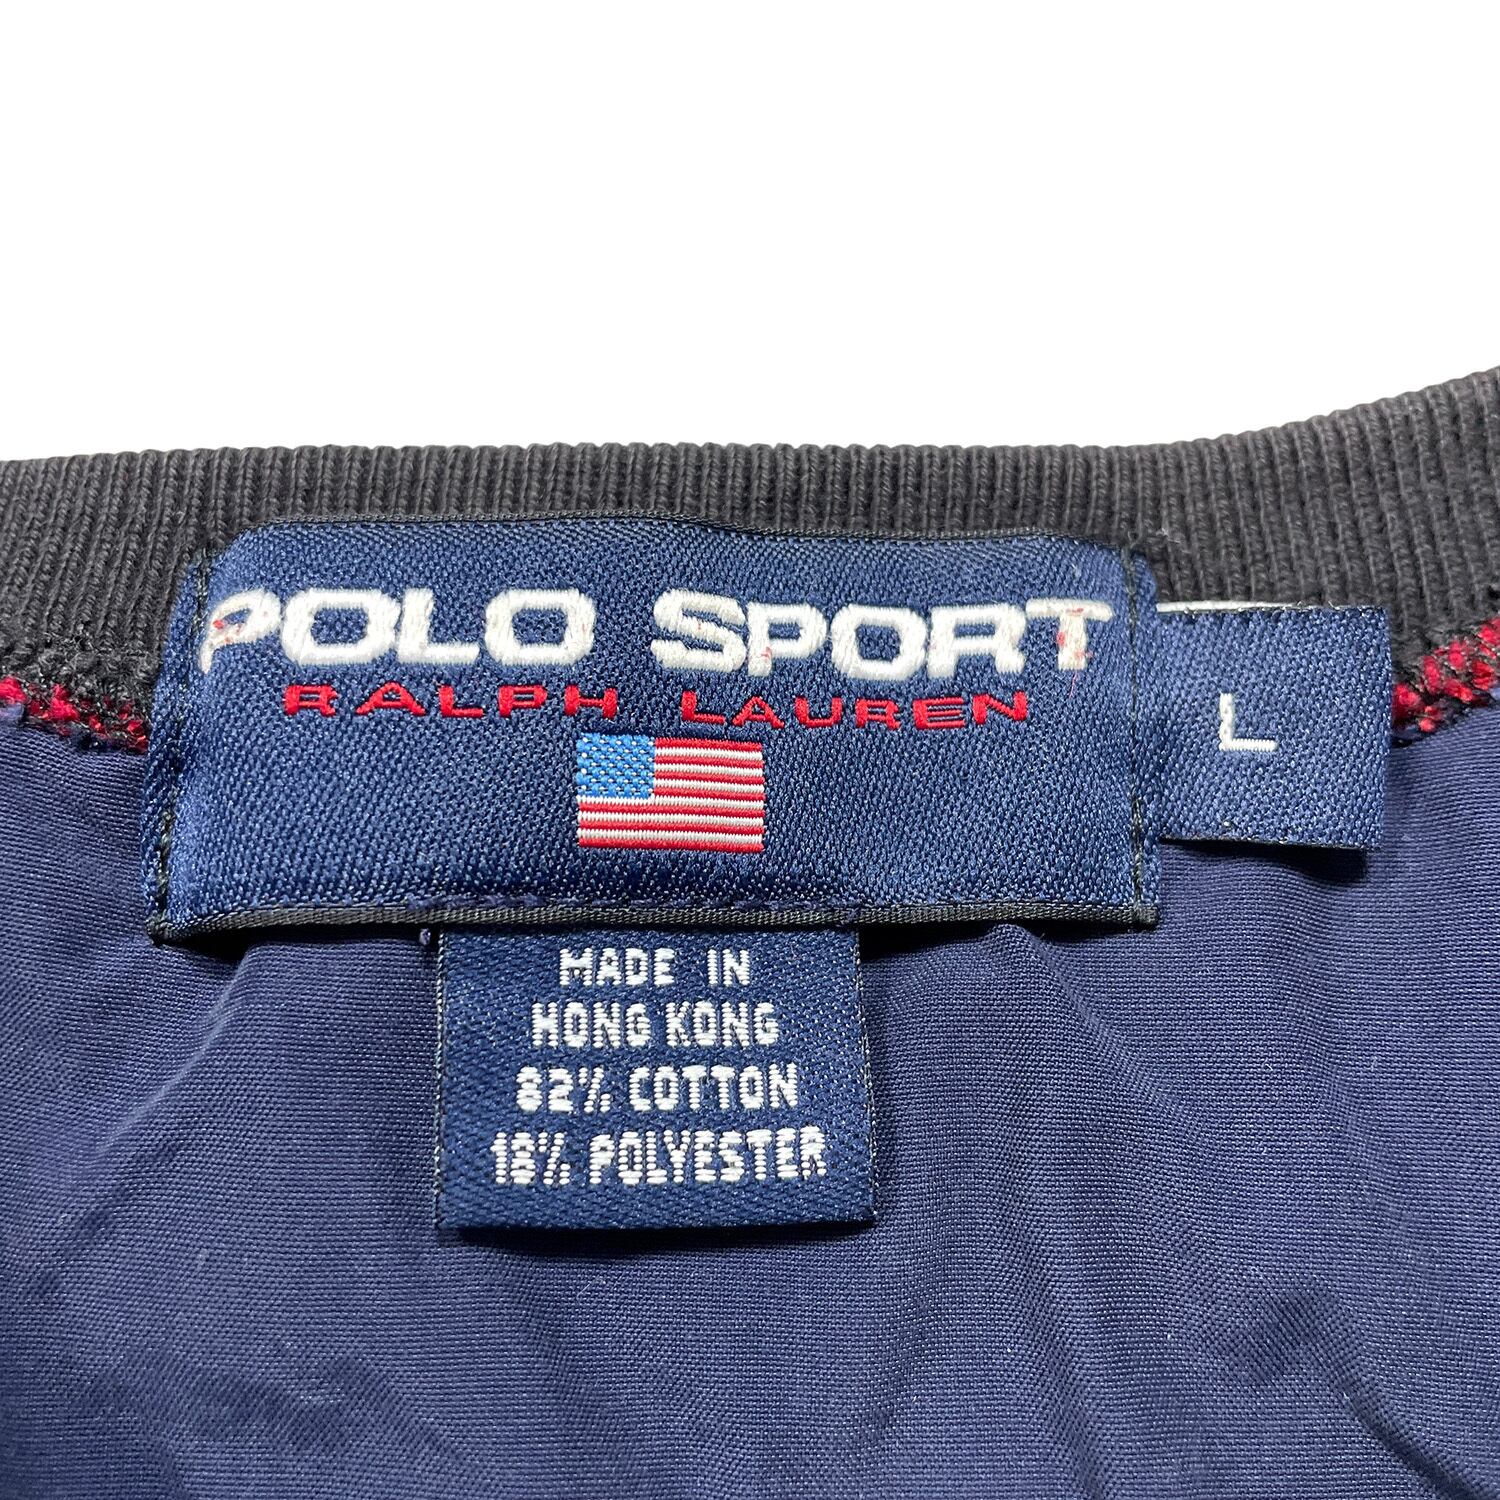 POLO SPORT
RALPH LAUREN
L
MADE IN
HONG KONG
82% COTTON
18% POLYESTER